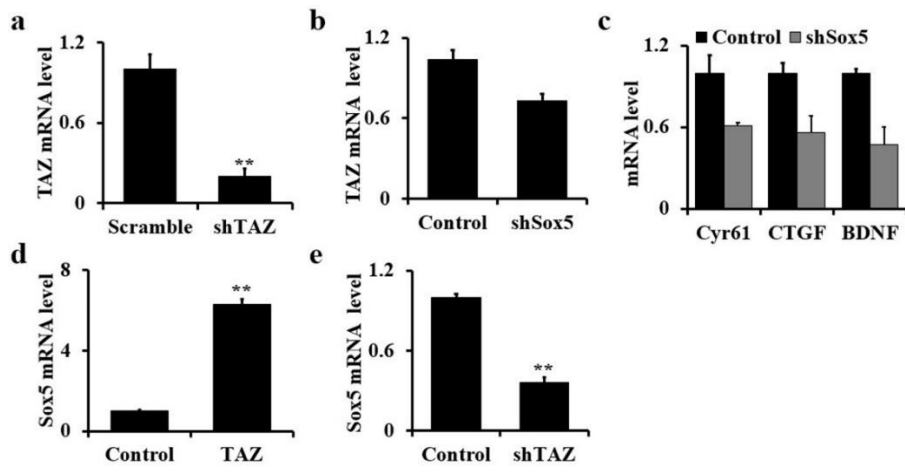 a
TAZ mRNA level
1.2
0.6
0
**
Scramble shTAZ
b
TAZ mRNA level
1.2
0.6
0
Control shSox5
c
Control shSox5
mRNA level
1.2
0.6
0
Cyr61 CTGF BDNF
d
Sox5 mRNA level
8
4
0
**
Control TAZ
e
Sox5 mRNA level
1.2
0.6
0
**
Control shTAZ